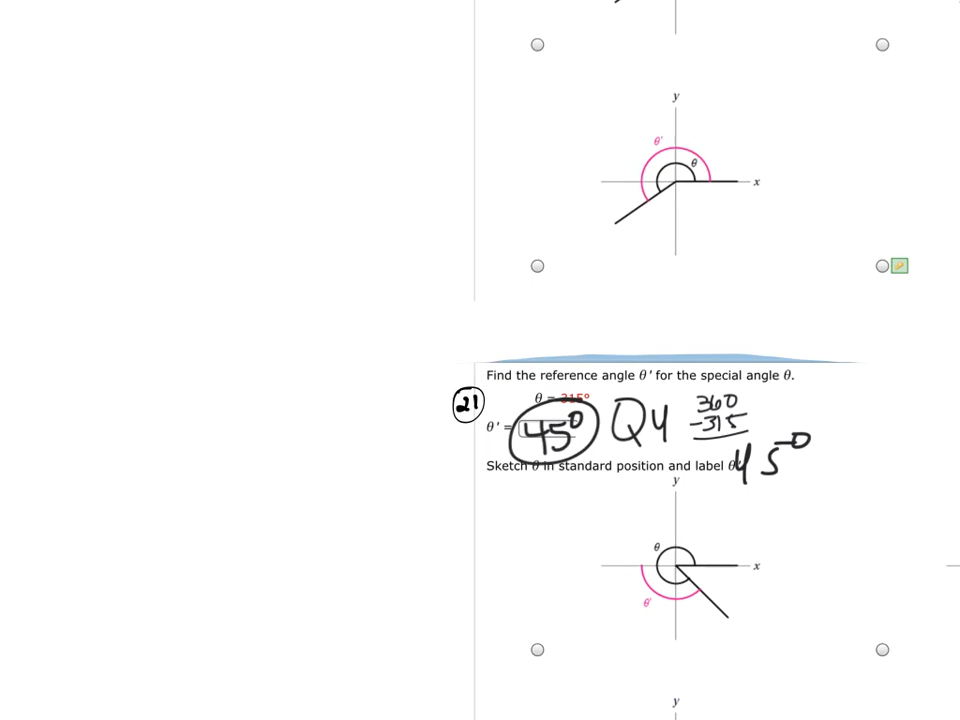 y
θ'
θ
x
Find the reference angle θ' for the special angle θ.
21
θ = 315°
θ' = 45°
Q4
360
-315
45°
Sketch θ in standard position and label θ'
y
θ
x
θ'
y